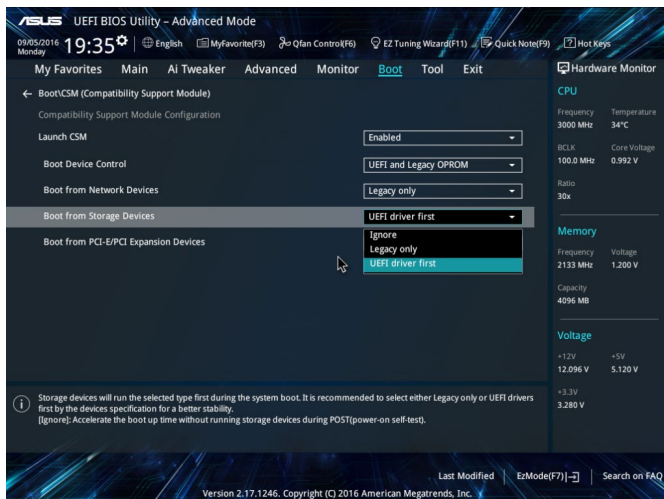 ASUS UEFI BIOS Utility – Advanced Mode
09/05/2016 Monday 19:35 English MyFavorite(F3) Qfan Control(F6) EZ Tuning Wizard(F11) Quick Note(F9) ? Hot Keys
My Favorites Main Ai Tweaker Advanced Monitor Boot Tool Exit
Boot\CSM (Compatibility Support Module)
Compatibility Support Module Configuration
Launch CSM Enabled
Boot Device Control UEFI and Legacy OPROM
Boot from Network Devices Legacy only
Boot from Storage Devices UEFI driver first
Ignore
Legacy only
Boot from PCI-E/PCI Expansion Devices
UEFI driver first
Storage devices will run the selected type first during the system boot. It is recommended to select either Legacy only or UEFI drivers
first by the devices specification for a better stability.
[Ignore]: Accelerate the boot up time without running storage devices during POST(power-on self-test).
Hardware Monitor
CPU
Frequency Temperature
3000 MHz 34°C
BCLK Core Voltage
100.0 MHz 0.992 V
Ratio
30x
Memory
Frequency Voltage
2133 MHz 1.200 V
Capacity
4096 MB
Voltage
+12V +5V
12.096 V 5.120 V
+3.3V
3.280 V
Last Modified EzMode(F7) Search on FAQ
Version 2.17.1246. Copyright (C) 2016 American Megatrends, Inc.